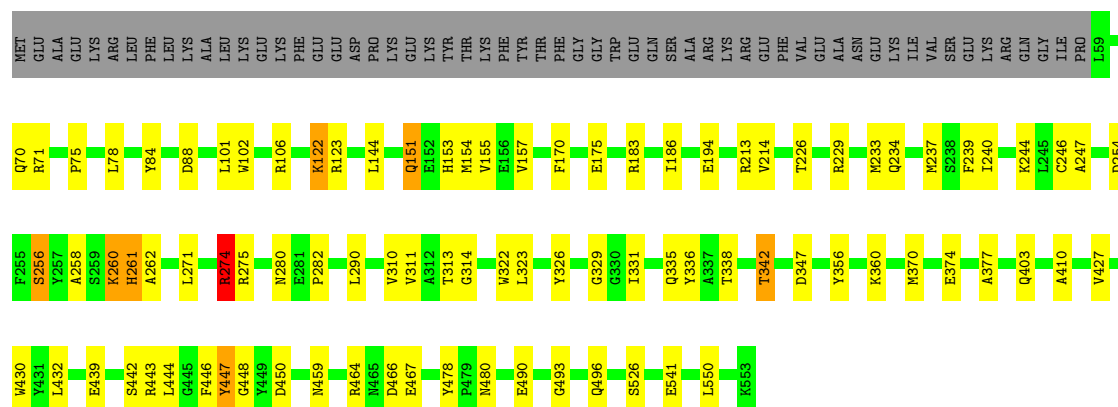 MET GLU ALA GLU LYS ARG LEU PHE LEU LEU LYS ALA LEU LYS GLU LYS PHE GLU GLU ASP PRO LYS GLU LYS TYR THR THR LYS PHE TYR THR PHE GLY GLY TRP GLU GLN SER ALA ARG LYS ARG GLU PHE VAL GLU ALA ASN GLU LYS ILE VAL SER GLU LYS ARG GLN GLY ILE PRO L59
Q70 R71 P75 L78 Y84 D88 L101 W102 R106 K122 R123 L144 Q151 E152 H153 M154 V155 E156 V157 F170 E175 R183 I186 E194 R213 V214 T226 R229 M233 Q234 M237 S238 F239 I240 K244 L245 C246 A247 D254
F255 S256 Y257 A258 S259 K260 H261 A262 L271 R274 R275 N280 E281 P282 L290 V310 V311 A312 T313 G314 W322 L323 Y326 G329 G330 I331 Q335 Y336 A337 T338 T342 D347 Y356 K360 M370 E374 A377 Q403 A410 V427
W430 Y431 L432 E439 S442 R443 L444 G445 F446 Y447 G448 Y449 D450 N459 R464 N465 D466 E467 Y478 P479 N480 E490 G493 Q496 S526 E541 L550 K553